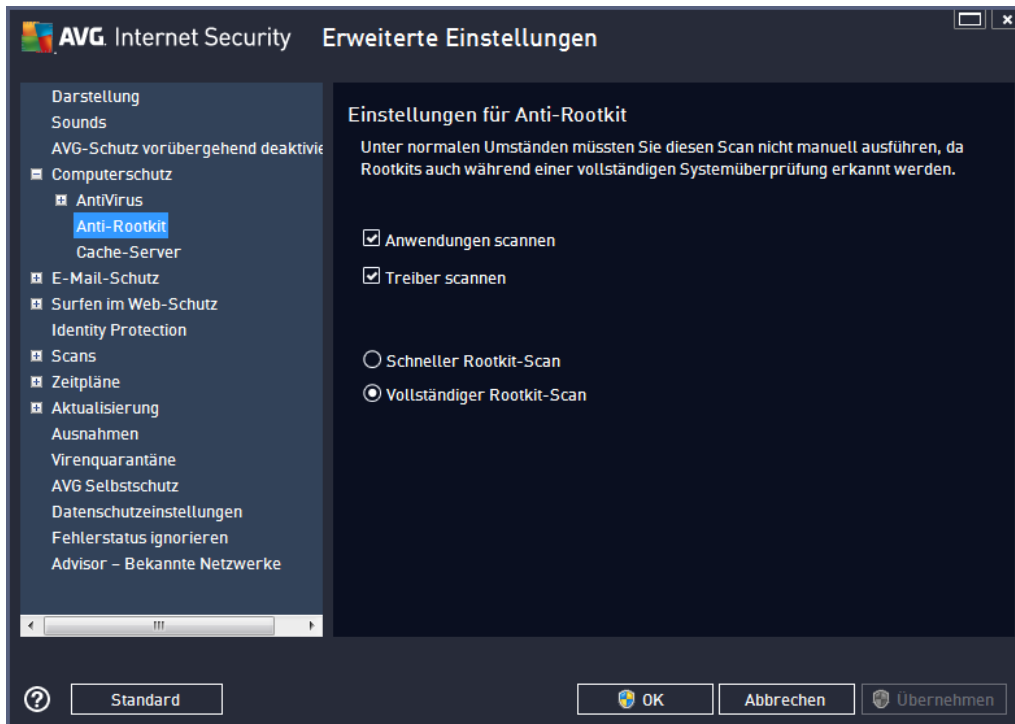 AVG. Internet Security Erweiterte Einstellungen
Darstellung
Sounds
AVG-Schutz vorübergehend deaktivie
Computerschutz
AntiVirus
Anti-Rootkit
Cache-Server
E-Mail-Schutz
Surfen im Web-Schutz
Identity Protection
Scans
Zeitpläne
Aktualisierung
Ausnahmen
Virenquarantäne
AVG Selbstschutz
Datenschutzeinstellungen
Fehlerstatus ignorieren
Advisor – Bekannte Netzwerke
Einstellungen für Anti-Rootkit
Unter normalen Umständen müssten Sie diesen Scan nicht manuell ausführen, da
Rootkits auch während einer vollständigen Systemüberprüfung erkannt werden.
Anwendungen scannen
Treiber scannen
Schneller Rootkit-Scan
Vollständiger Rootkit-Scan
? Standard OK Abbrechen Übernehmen